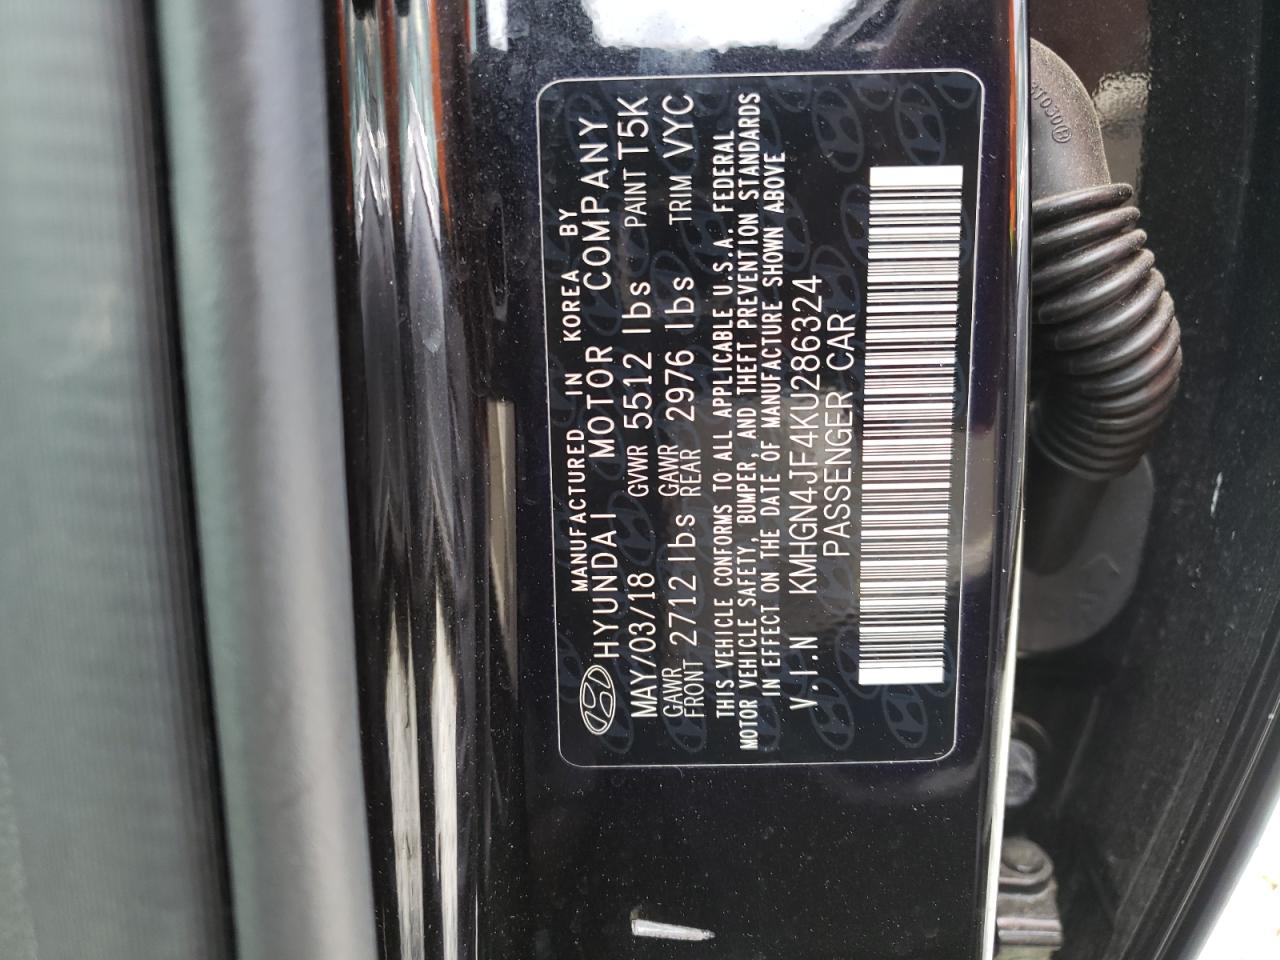 MANUFACTURED IN KOREA BY
HYUNDAI MOTOR COMPANY
MAY/03/18 GVWR 5512 lbs PAINT T5K
GAWR FRONT 2712 lbs GAWR REAR 2976 lbs TRIM VYC
THIS VEHICLE CONFORMS TO ALL APPLICABLE U.S.A. FEDERAL
MOTOR VEHICLE SAFETY, BUMPER, AND THEFT PREVENTION STANDARDS
IN EFFECT ON THE DATE OF MANUFACTURE SHOWN ABOVE
V.I.N KMHGN4JF4KU286324
PASSENGER CAR